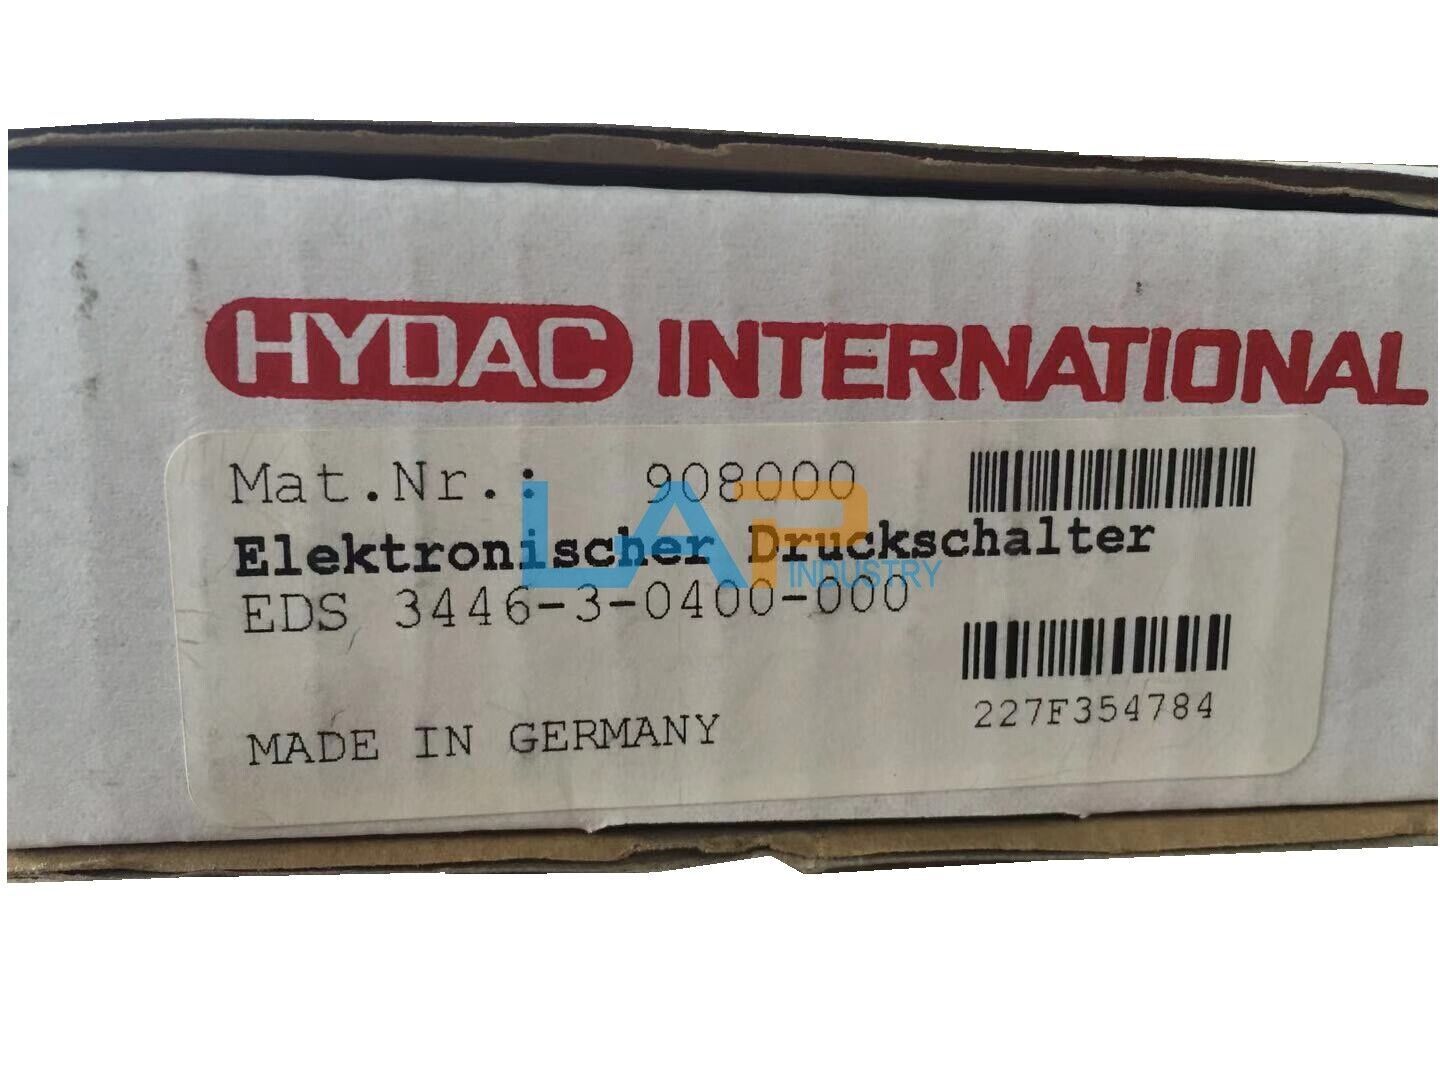 HYDAC INTERNATIONAL
Mat.Nr.: 908000
Elektronischer Druckschalter
EDS 3446-3-0400-000
LAP INDUSTRY
227F354784
MADE IN GERMANY